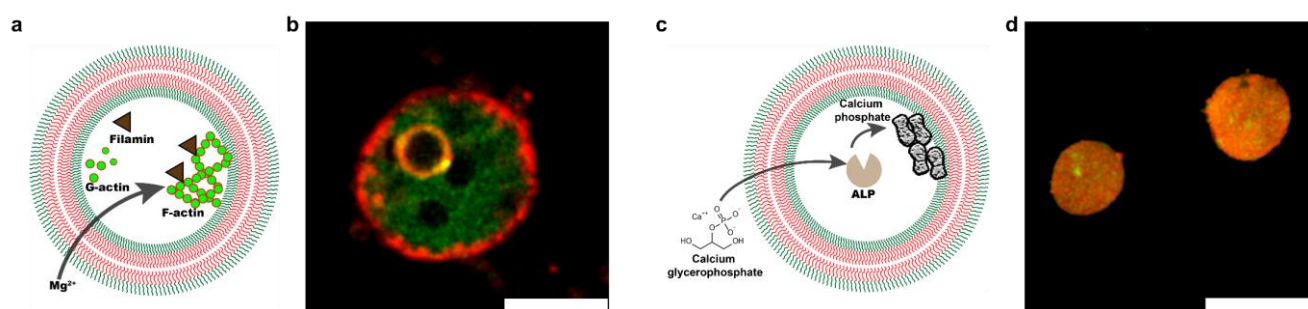 a
Filamin
G-actin
F-actin
Mg²⁺
b
c
Calcium
phosphate
ALP
Ca⁺⁺
O
O⁻
P
O⁻
O
HO
OH
Calcium
glycerophosphate
d